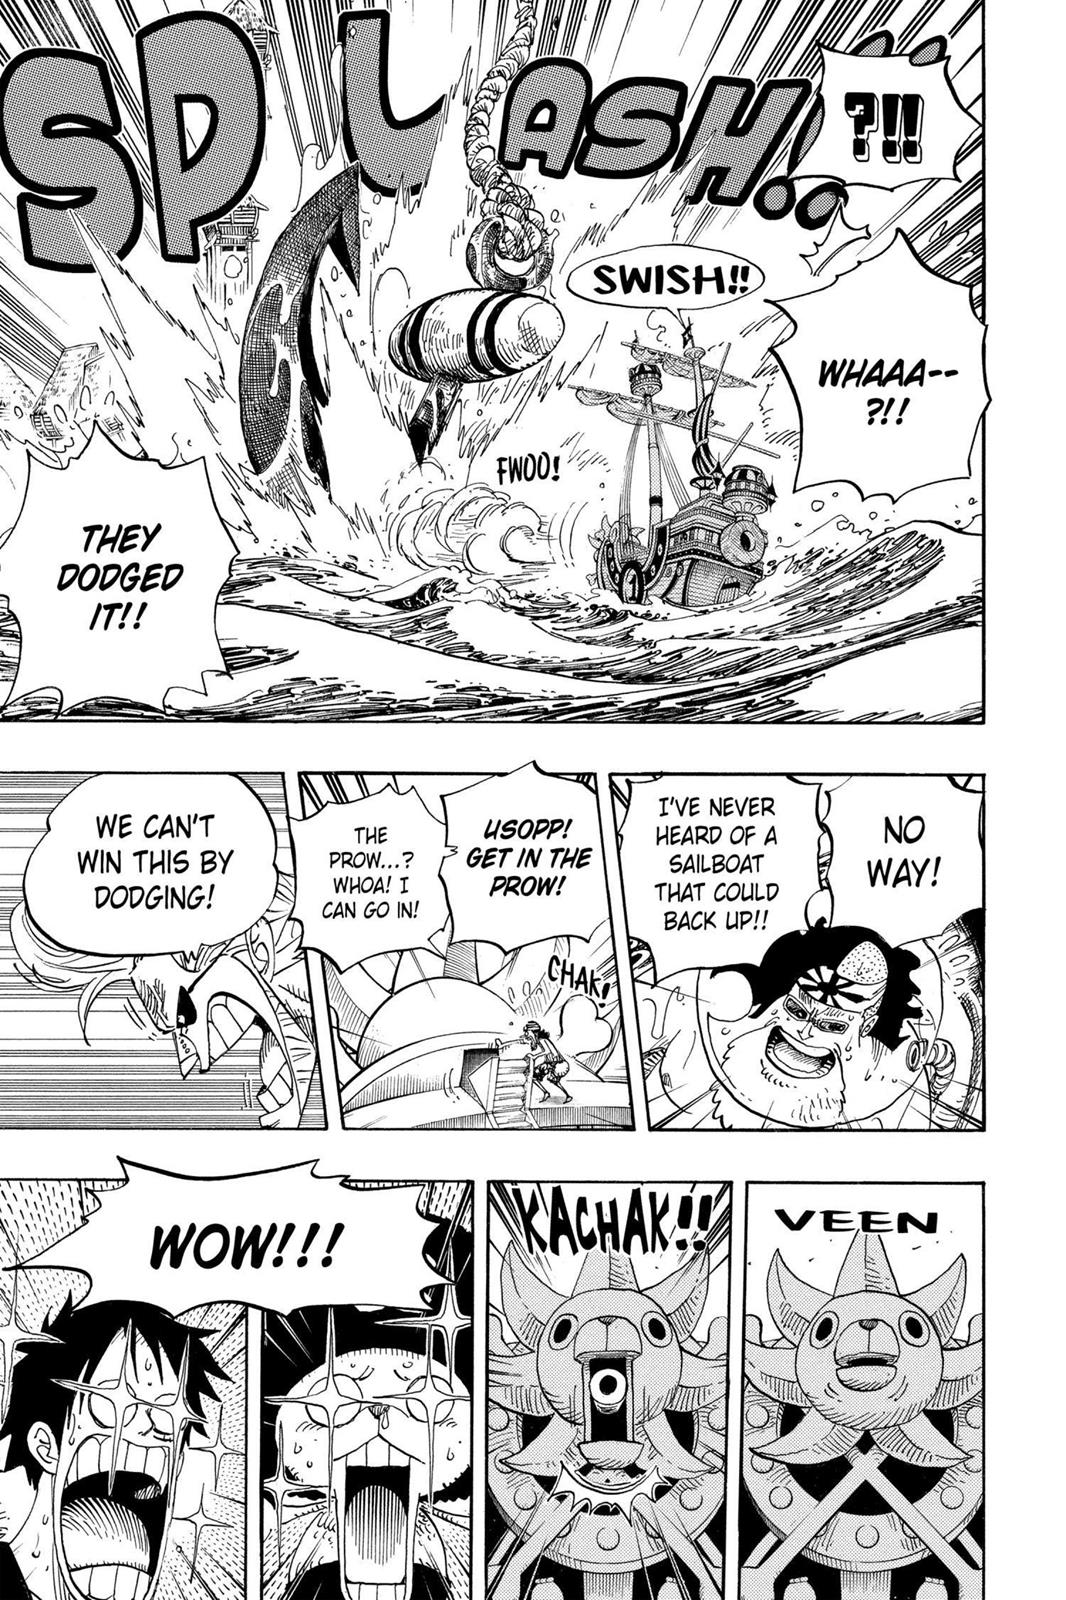 SPLASH!!
?!!
SWISH!!
WHAAA--
?!!
FWOO!
THEY
DODGED
IT!!
NO
WAY!
I'VE NEVER
HEARD OF A
SAILBOAT
THAT COULD
BACK UP!!
USOPP!
GET IN THE
PROW!
CHAK!
THE
PROW...?
WHOA! I
CAN GO IN!
WE CAN'T
WIN THIS BY
DODGING!
VEEN
KACHAK!!
WOW!!!
1